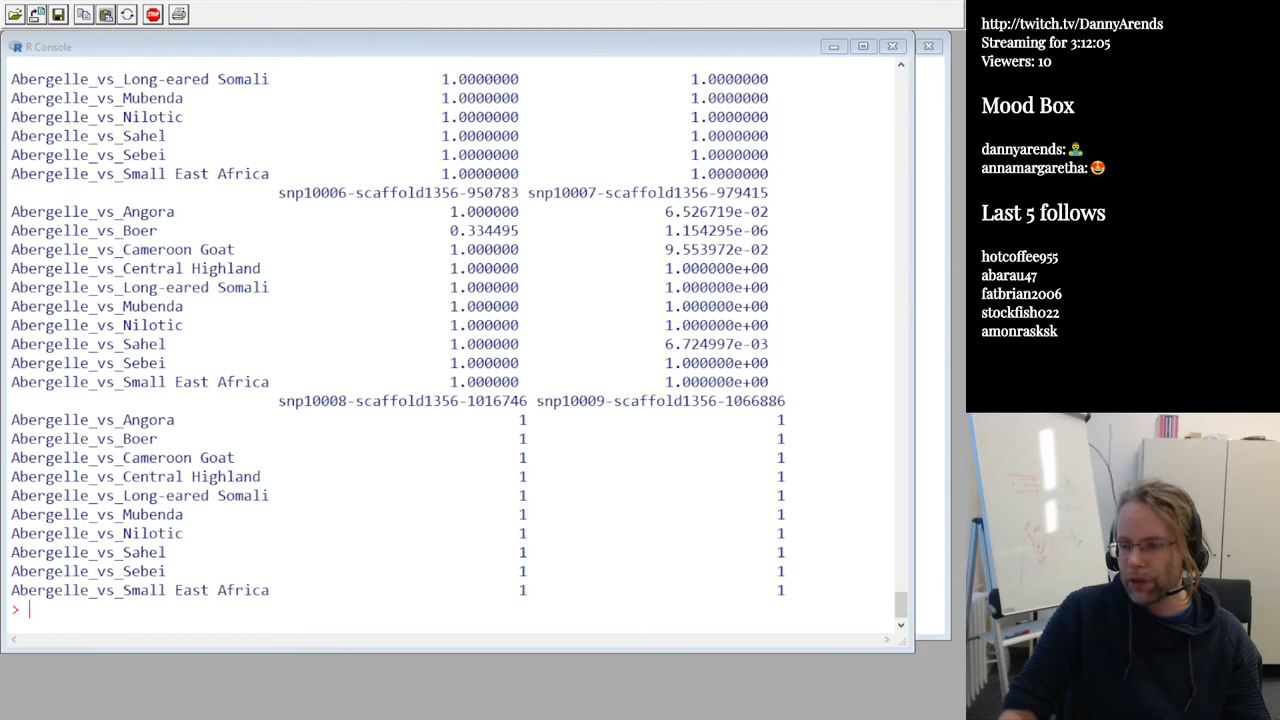 R Console
Abergelle_vs_Long-eared Somali 1.0000000 1.0000000
Abergelle_vs_Mubenda 1.0000000 1.0000000
Abergelle_vs_Nilotic 1.0000000 1.0000000
Abergelle_vs_Sahel 1.0000000 1.0000000
Abergelle_vs_Sebei 1.0000000 1.0000000
Abergelle_vs_Small East Africa 1.0000000 1.0000000
snp10006-scaffold1356-950783 snp10007-scaffold1356-979415
Abergelle_vs_Angora 1.000000 6.526719e-02
Abergelle_vs_Boer 0.334495 1.154295e-06
Abergelle_vs_Cameroon Goat 1.000000 9.553972e-02
Abergelle_vs_Central Highland 1.000000 1.000000e+00
Abergelle_vs_Long-eared Somali 1.000000 1.000000e+00
Abergelle_vs_Mubenda 1.000000 1.000000e+00
Abergelle_vs_Nilotic 1.000000 1.000000e+00
Abergelle_vs_Sahel 1.000000 6.724997e-03
Abergelle_vs_Sebei 1.000000 1.000000e+00
Abergelle_vs_Small East Africa 1.000000 1.000000e+00
snp10008-scaffold1356-1016746 snp10009-scaffold1356-1066886
Abergelle_vs_Angora 1 1
Abergelle_vs_Boer 1 1
Abergelle_vs_Cameroon Goat 1 1
Abergelle_vs_Central Highland 1 1
Abergelle_vs_Long-eared Somali 1 1
Abergelle_vs_Mubenda 1 1
Abergelle_vs_Nilotic 1 1
Abergelle_vs_Sahel 1 1
Abergelle_vs_Sebei 1 1
Abergelle_vs_Small East Africa 1 1
>
http://twitch.tv/DannyArends
Streaming for 3:12:05
Viewers: 10
Mood Box
dannyarends: 🧟‍♂️
annamargaretha: 😍
Last 5 follows
hotcoffee955
abarau47
fatbrian2006
stockfish022
amonrasksk